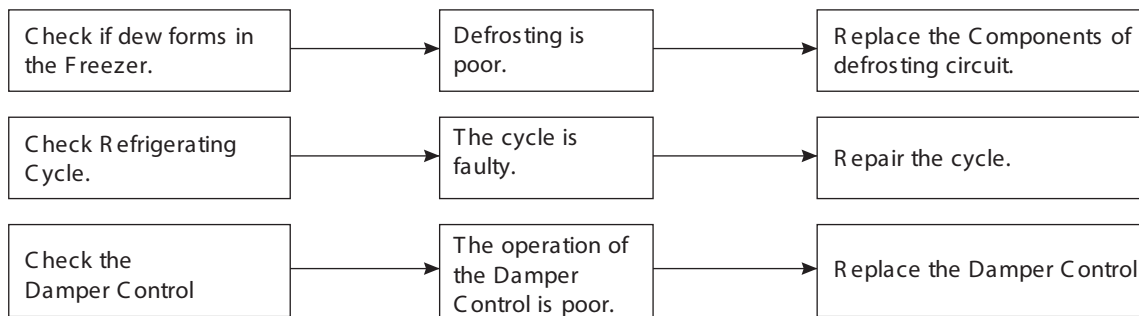 Check if dew forms in
the Freezer.
Defrosting is
poor.
Replace the Components of
defrosting circuit.
Check Refrigerating
Cycle.
The cycle is
faulty.
Repair the cycle.
Check the
Damper Control
The operation of
the Damper
Control is poor.
Replace the Damper Control